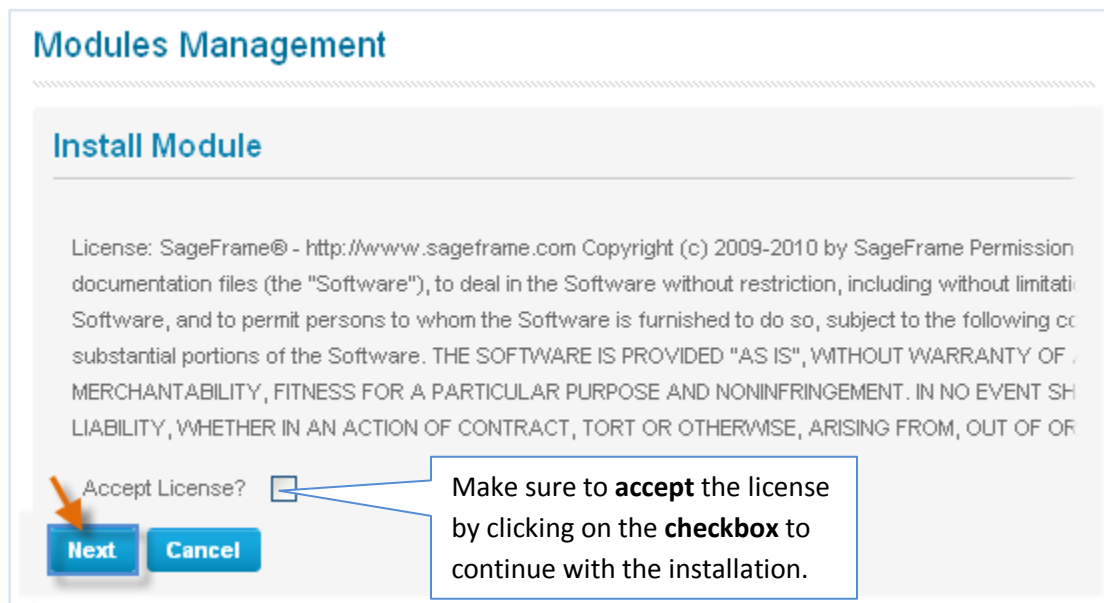 Modules Management
Install Module
License: SageFrame® - http://www.sageframe.com Copyright (c) 2009-2010 by SageFrame Permission
documentation files (the "Software"), to deal in the Software without restriction, including without limitati
Software, and to permit persons to whom the Software is furnished to do so, subject to the following co
substantial portions of the Software. THE SOFTWARE IS PROVIDED "AS IS", WITHOUT WARRANTY OF
MERCHANTABILITY, FITNESS FOR A PARTICULAR PURPOSE AND NONINFRINGEMENT. IN NO EVENT SH
LIABILITY, WHETHER IN AN ACTION OF CONTRACT, TORT OR OTHERWISE, ARISING FROM, OUT OF OR
Accept License?
Make sure to accept the license
by clicking on the checkbox to
continue with the installation.
Next Cancel